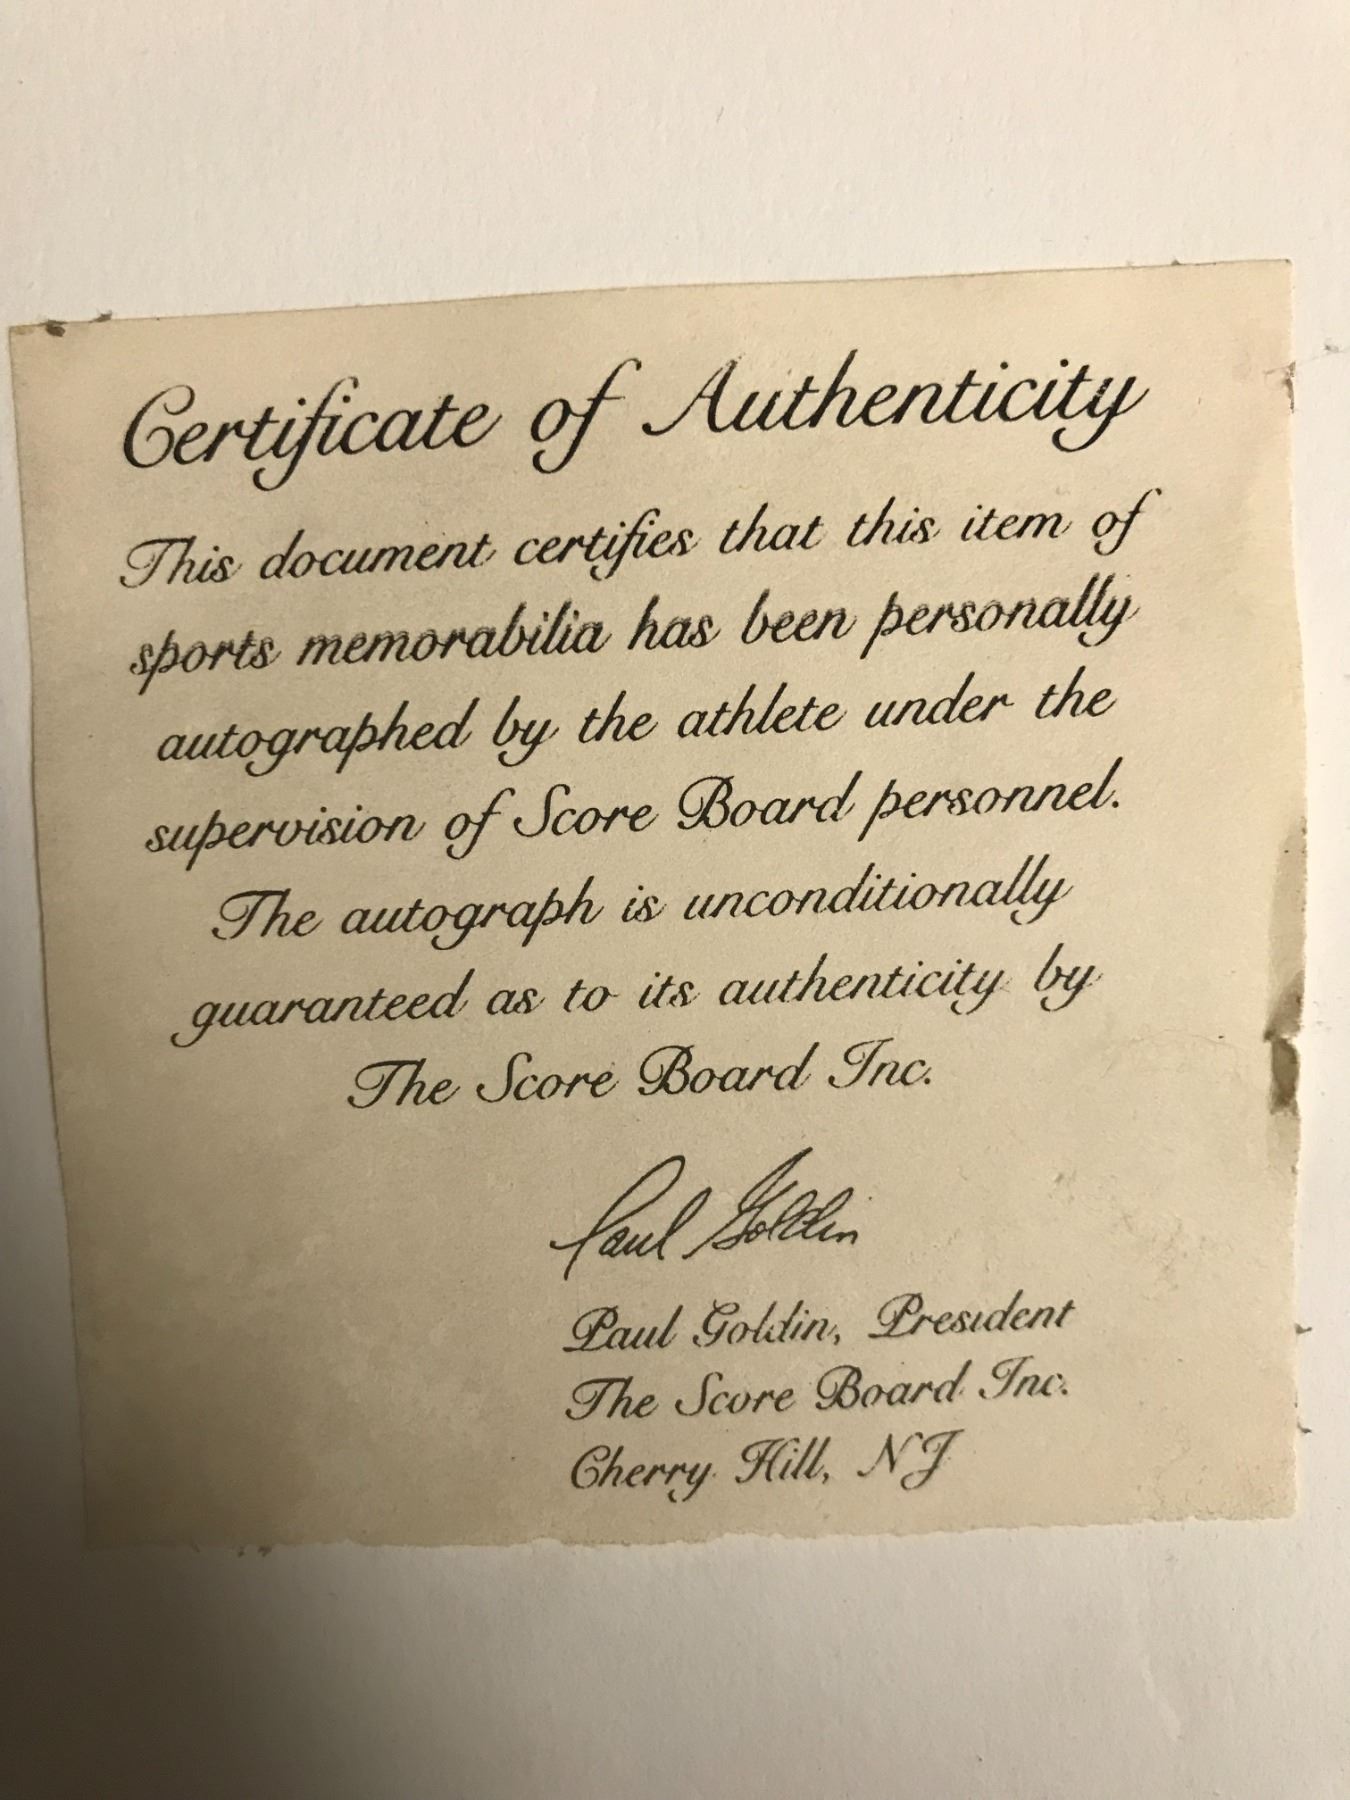 Certificate of Authenticity
This document certifies that this item of
sports memorabilia has been personally
autographed by the athlete under the
supervision of Score Board personnel.
The autograph is unconditionally
guaranteed as to its authenticity by
The Score Board Inc.
Paul Goldin
Paul Goldin, President
The Score Board Inc.
Cherry Hill, NJ